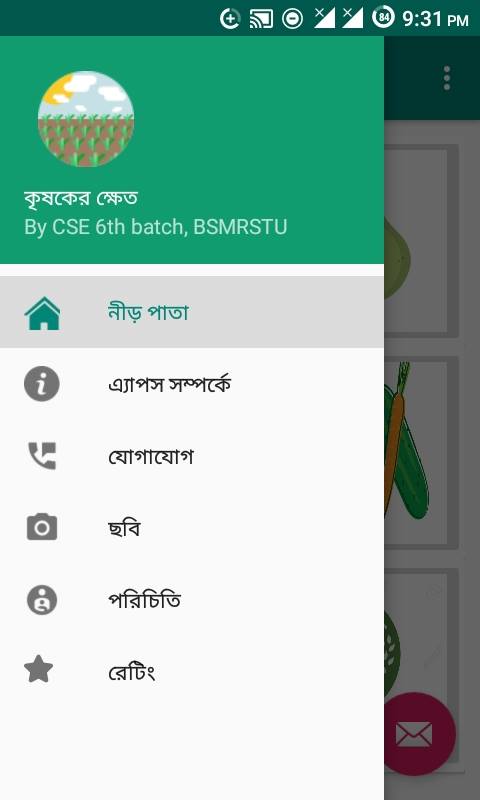 84 9:31 PM
কৃষকের ক্ষেত
By CSE 6th batch, BSMRSTU
নীড় পাতা
এ্যাপস সম্পর্কে
যোগাযোগ
ছবি
পরিচিতি
রেটিং